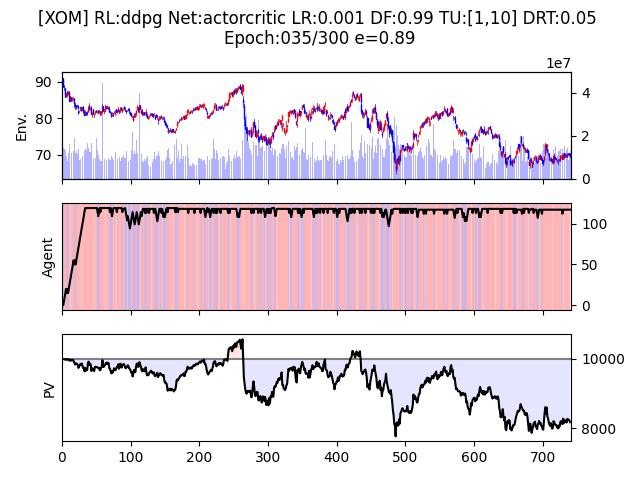 [XOM] RL:ddpg Net:actorcritic LR:0.001 DF:0.99 TU:[1,10] DRT:0.05
Epoch:035/300 e=0.89
1e7
90
80
70
Env.
4
2
0
Agent
100
50
0
PV
10000
8000
0 100 200 300 400 500 600 700